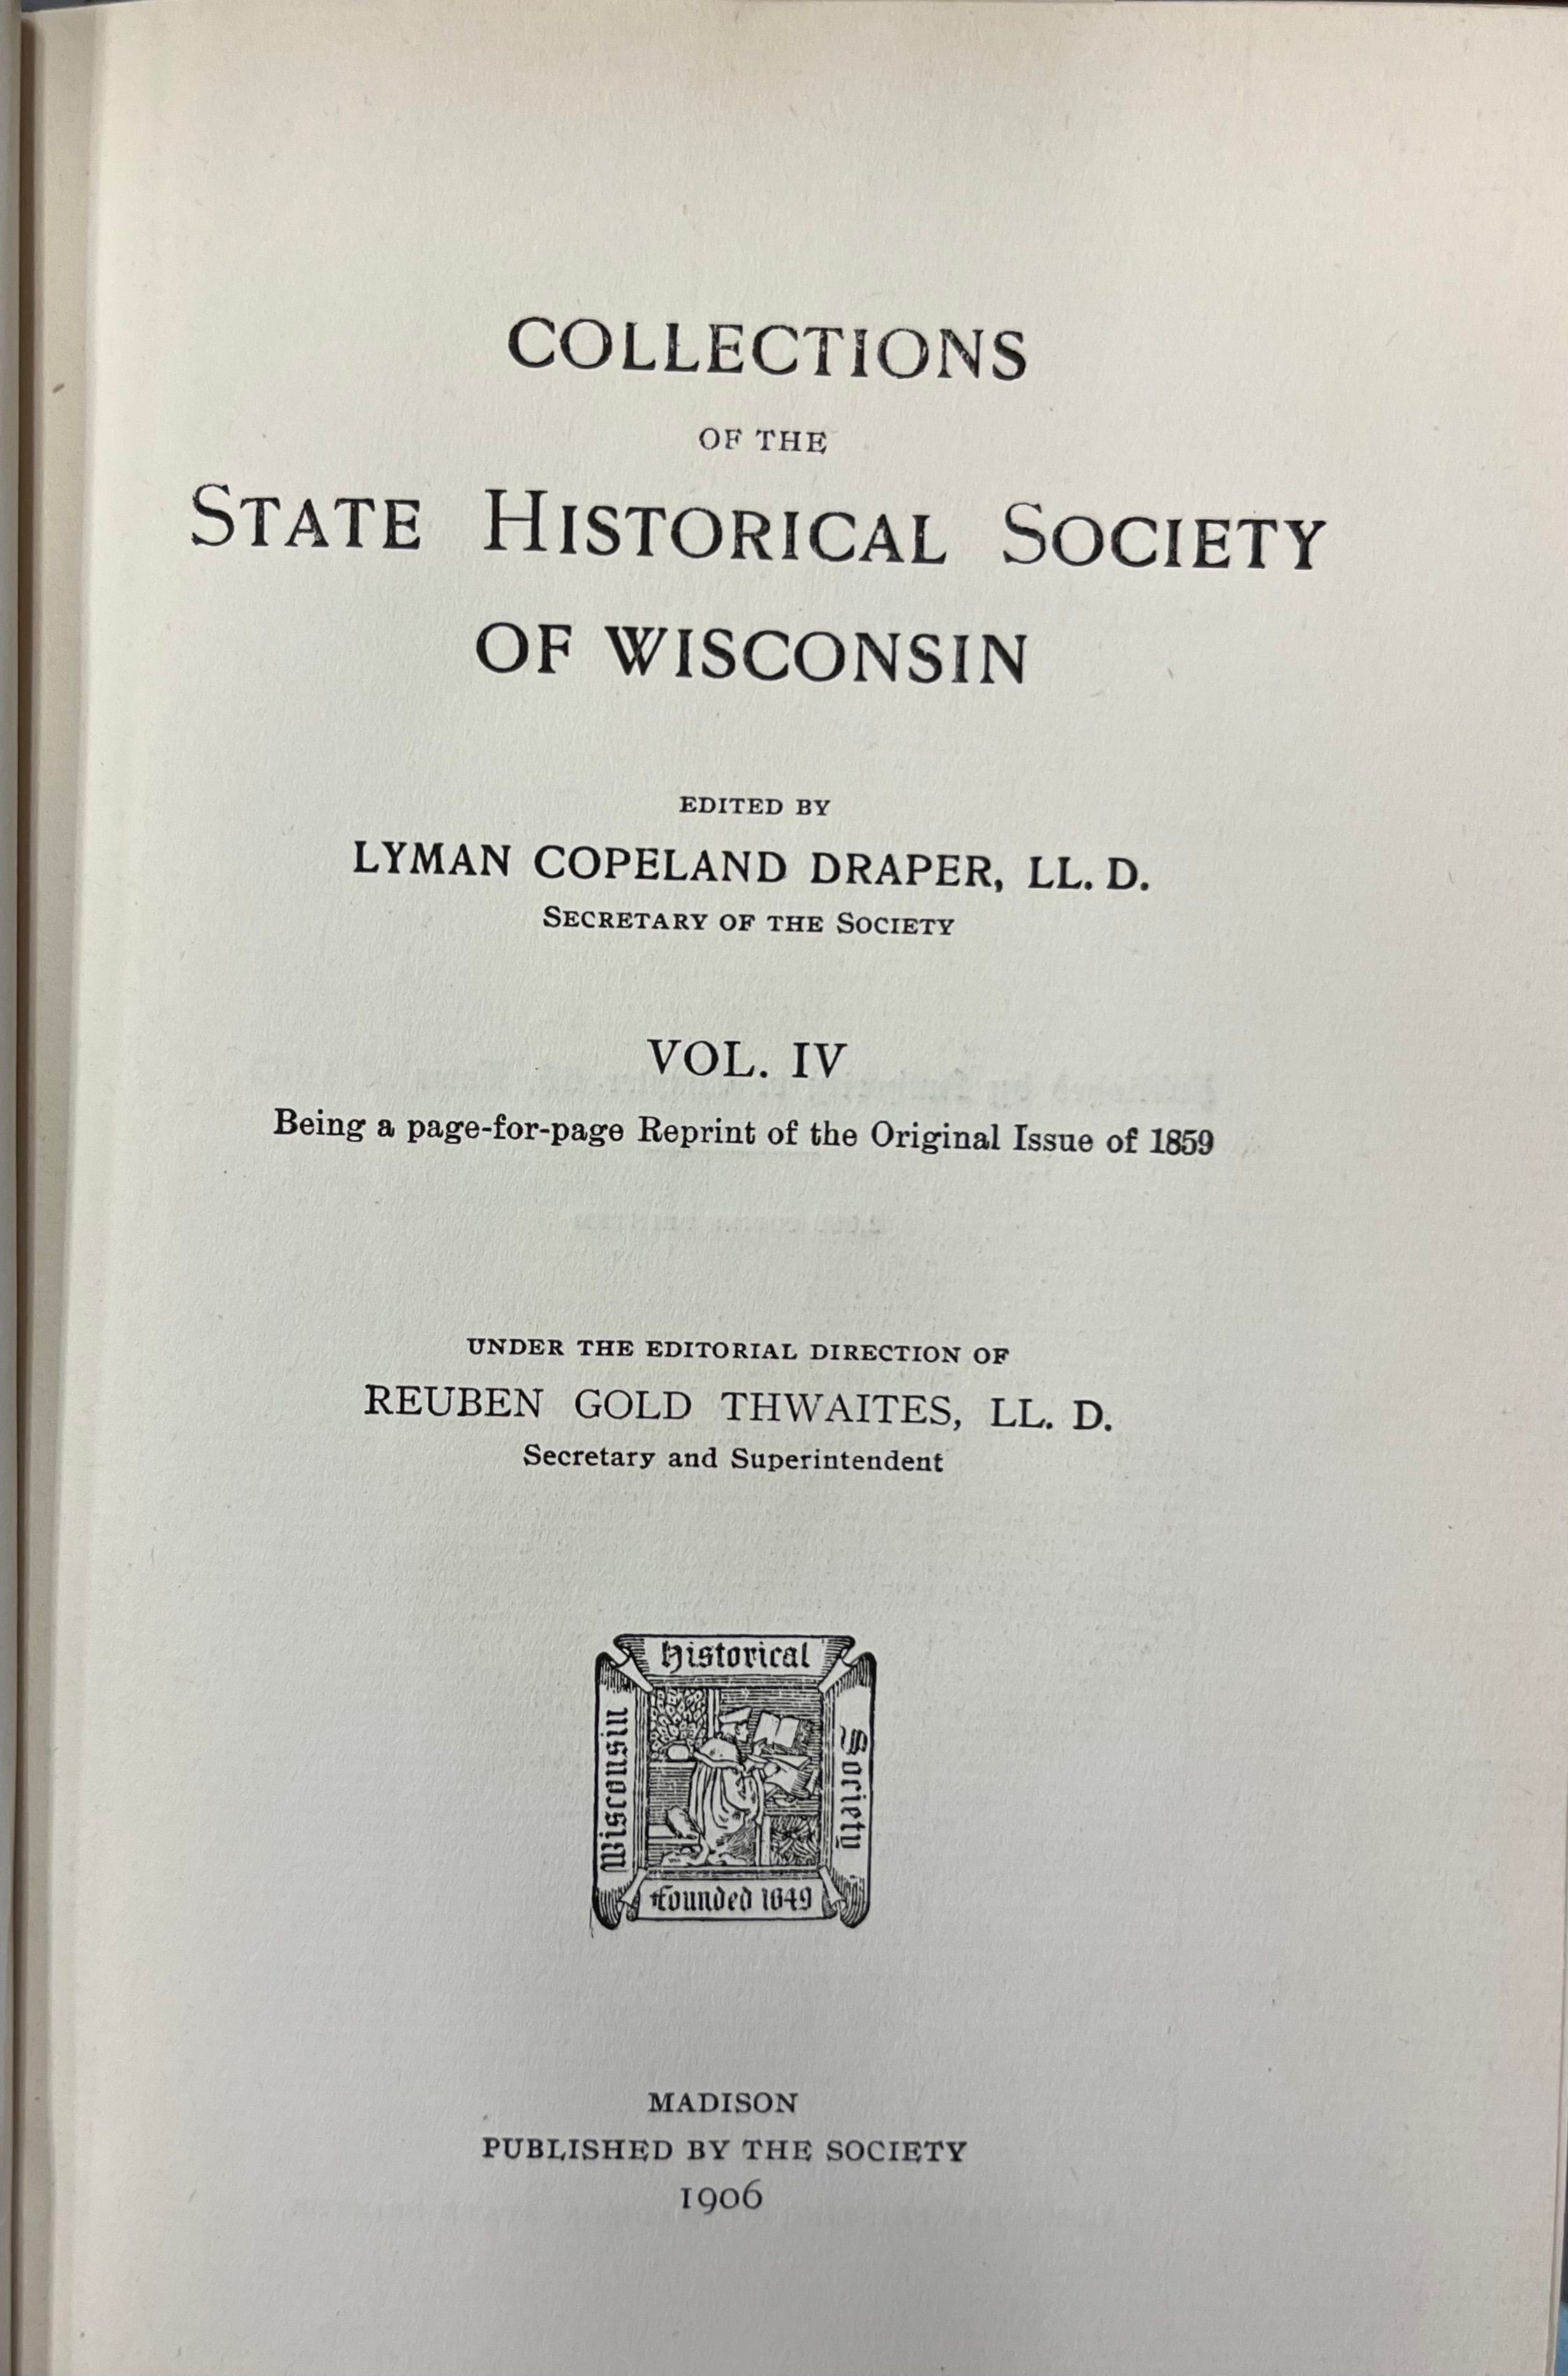 COLLECTIONS
OF THE
STATE HISTORICAL SOCIETY
OF WISCONSIN
EDITED BY
LYMAN COPELAND DRAPER, LL. D.
SECRETARY OF THE SOCIETY
VOL. IV
Being a page-for-page Reprint of the Original Issue of 1859
UNDER THE EDITORIAL DIRECTION OF
REUBEN GOLD THWAITES, LL. D.
Secretary and Superintendent
Wisconsin
Historical
Society
Founded 1849
MADISON
PUBLISHED BY THE SOCIETY
1906